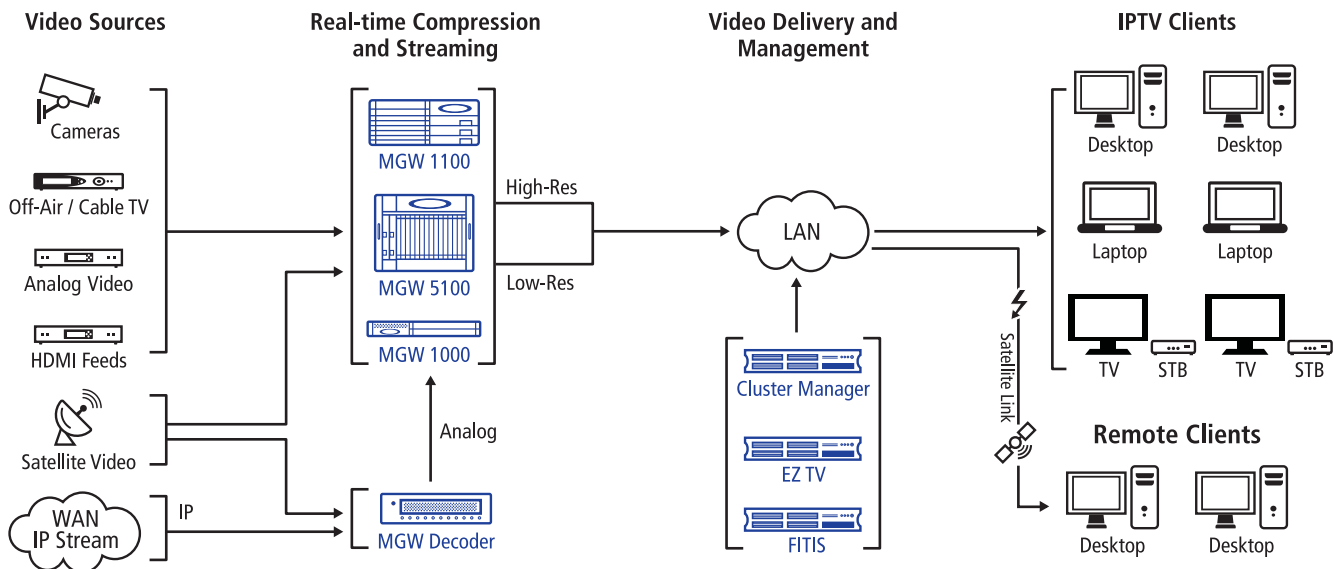 Video Sources
Real-time Compression
and Streaming
Video Delivery and
Management
IPTV Clients
Cameras
Off-Air / Cable TV
Analog Video
HDMI Feeds
Satellite Video
WAN
IP Stream
IP
MGW 1100
MGW 5100
MGW 1000
Analog
MGW Decoder
High-Res
Low-Res
LAN
Cluster Manager
EZ TV
FITIS
Satellite Link
Desktop
Desktop
Laptop
Laptop
TV
STB
TV
STB
Remote Clients
Desktop
Desktop